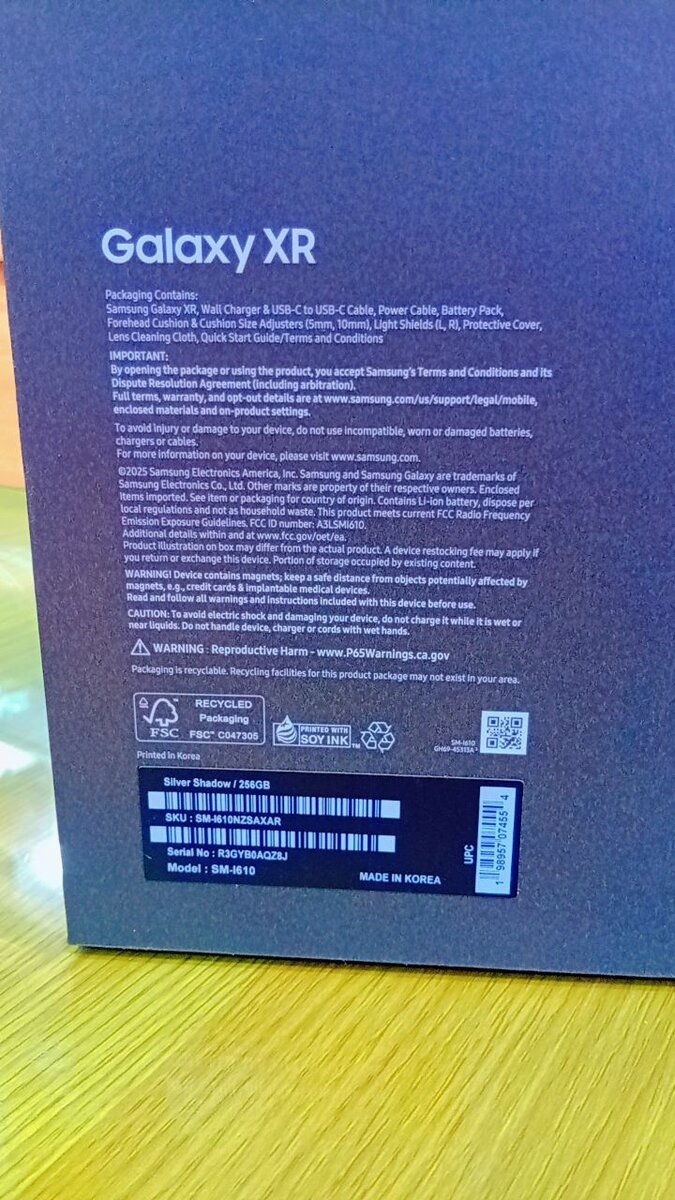 Galaxy XR
Packaging Contains:
Samsung Galaxy XR, Wall Charger & USB-C to USB-C Cable, Power Cable, Battery Pack,
Forehead Cushion & Cushion Size Adjusters (5mm, 10mm), Light Shields (L, R), Protective Cover,
Lens Cleaning Cloth, Quick Start Guide/Terms and Conditions
IMPORTANT:
By opening the package or using the product, you accept Samsung's Terms and Conditions and its
Dispute Resolution Agreement (including arbitration).
Full terms, warranty, and opt-out details are at www.samsung.com/us/support/legal/mobile,
enclosed materials and on-product settings.
To avoid injury or damage to your device, do not use incompatible, worn or damaged batteries,
chargers or cables.
For more information on your device, please visit www.samsung.com.
©2025 Samsung Electronics America, Inc. Samsung and Samsung Galaxy are trademarks of
Samsung Electronics Co., Ltd. Other marks are property of their respective owners. Enclosed
items imported. See item or packaging for country of origin. Contains Li-ion battery, dispose per
local regulations and not as household waste. This product meets current FCC Radio Frequency
Emission Exposure Guidelines. FCC ID number: A3LSMI610.
Additional details within and at www.fcc.gov/oet/ea.
Product illustration on box may differ from the actual product. A device restocking fee may apply if
you return or exchange this device. Portion of storage occupied by existing content.
WARNING! Device contains magnets; keep a safe distance from objects potentially affected by
magnets, e.g., credit cards & implantable medical devices.
Read and follow all warnings and instructions included with this device before use.
CAUTION: To avoid electric shock and damaging your device, do not charge it while it is wet or
near liquids. Do not handle device, charger or cords with wet hands.
WARNING : Reproductive Harm - www.P65Warnings.ca.gov
Packaging is recyclable. Recycling facilities for this product package may not exist in your area.
FSC
RECYCLED
Packaging
FSC™ C047305
PRINTED WITH
SOY INK™
SM-I610
GH69-45313A
Printed in Korea
Silver Shadow / 256GB
SKU : SM-I610NZSAXAR
Serial No : R3GYB0AQZ8J
Model : SM-I610
MADE IN KOREA
UPC
1 98957 07455 4